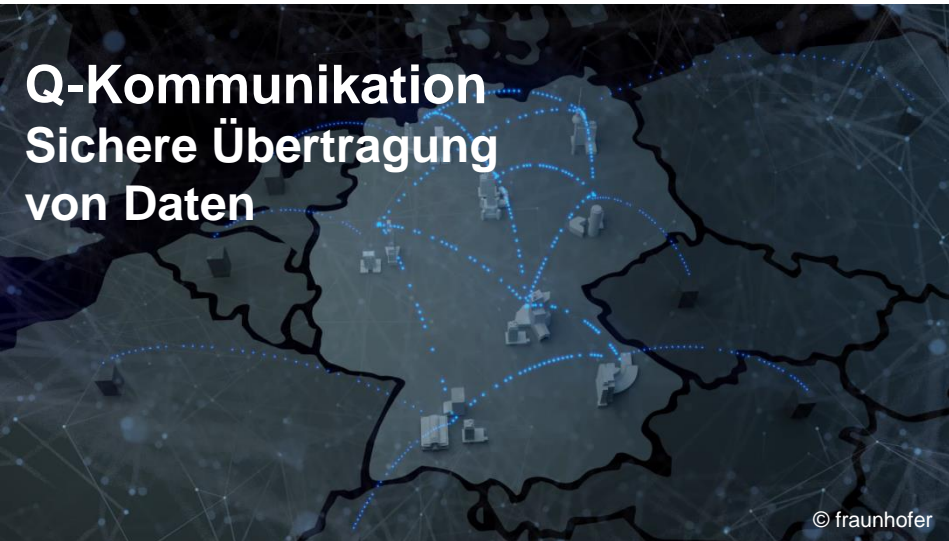 Q-Kommunikation
Sichere Übertragung
von Daten
© fraunhofer